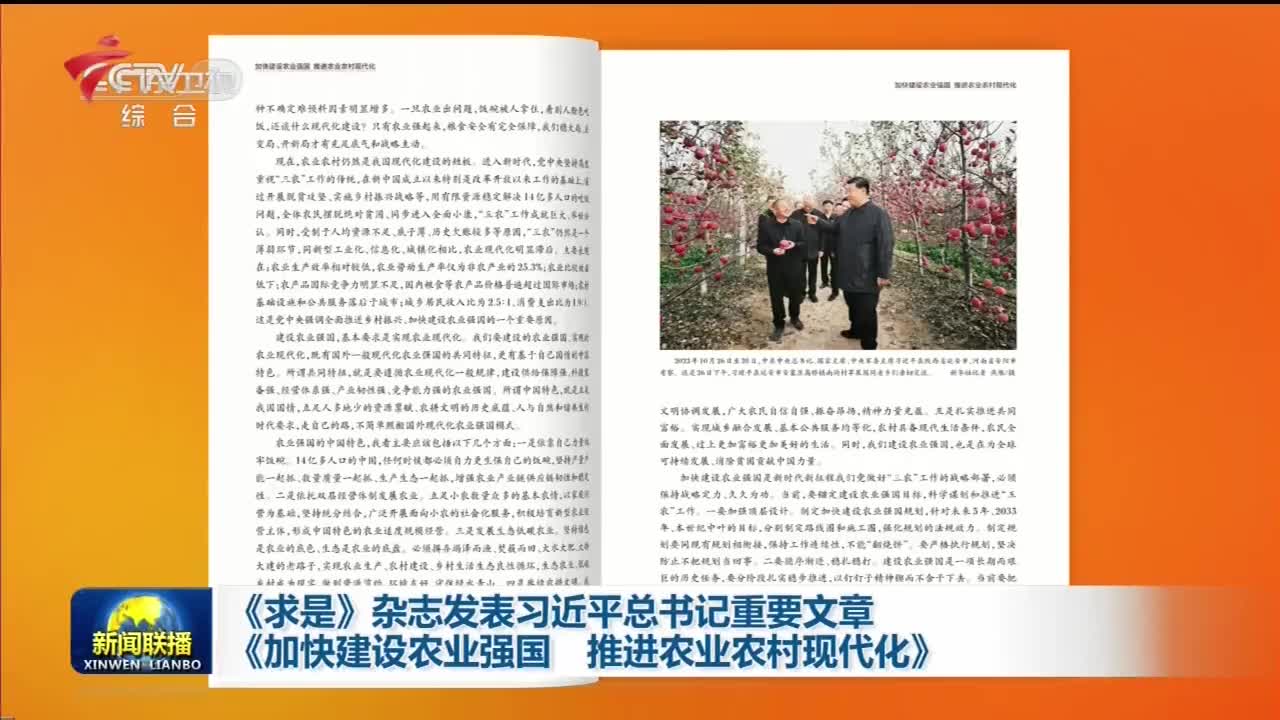 综合
加快建设农业强国 推进农业农村现代化
种不确定难预料因素明显增多。一旦农业出问题,饭碗被人拿住,看别人脸色吃
饭,还谈什么现代化建设?只有农业强起来,粮食安全有完全保障,我们稳大局、应
变局、开新局才有充足底气和战略主动。
现在,农业农村仍然是我国现代化建设的短板。进入新时代,党中央坚持高度
重视“三农”工作的传统,在新中国成立以来特别是改革开放以来工作的基础上,通
过开展脱贫攻坚、实施乡村振兴战略等,用有限资源稳定解决14亿多人口的吃饭
问题,全体农民摆脱绝对贫困、同步进入全面小康,“三农”工作成就巨大、举世公
认。同时,受制于人均资源不足、底子薄、历史欠账较多等原因,“三农”仍然是一个
薄弱环节,同新型工业化、信息化、城镇化相比,农业现代化明显滞后。主要表现
在:农业生产效率相对较低,农业劳动生产率仅为非农产业的25.3%;农业比较效益
低下;农产品国际竞争力明显不足,国内粮食等农产品价格普遍超过国际市场;农村
基础设施和公共服务落后于城市;城乡居民收入比为2.5:1、消费支出比为1.9:1。
这是党中央强调全面推进乡村振兴、加快建设农业强国的一个重要原因。
建设农业强国,基本要求是实现农业现代化。我们要建设的农业强国、实现的
农业现代化,既有国外一般现代化农业强国的共同特征,更有基于自己国情的中国
特色。所谓共同特征,就是要遵循农业现代化一般规律,建设供给保障强、科技装
备强、经营体系强、产业韧性强、竞争能力强的农业强国。所谓中国特色,就是立足
我国国情,立足人多地少的资源禀赋、农耕文明的历史底蕴、人与自然和谐共生的
时代要求,走自己的路,不简单照搬国外现代化农业强国模式。
农业强国的中国特色,我看主要应该包括以下几个方面:一是依靠自己力量端
牢饭碗。14亿多人口的中国,任何时候都必须自力更生保自己的饭碗,坚持产量产
能一起抓、数量质量一起抓、生产生态一起抓,增强农业产业链供应链韧性和稳定
性。二是依托双层经营体制发展农业。立足小农数量众多的基本农情,以家庭经
营为基础,坚持统分结合,广泛开展面向小农的社会化服务,积极培育新型农业经
营主体,形成中国特色的农业适度规模经营。三是发展生态低碳农业。坚持绿色
是农业的底色、生态是农业的底盘。必须摒弃竭泽而渔、焚薮而田、大水大肥、大拆
大建的老路子,实现农业生产、农村建设、乡村生活生态良性循环,生态农业、低碳
加快建设农业强国 推进农业农村现代化
2022年10月26日至28日,中共中央总书记、国家主席、中央军委主席习近平在陕西省延安市、河南省安阳市
考察。这是26日下午,习近平在延安市安塞区高桥镇南沟村苹果园同老乡们亲切交流。 新华社记者 燕雁/摄
文明协调发展,广大农民自信自强、振奋昂扬,精神力量充盈。五是扎实推进共同
富裕。实现城乡融合发展、基本公共服务均等化,农村具备现代生活条件,农民全
面发展、过上更加富裕更加美好的生活。同时,我们建设农业强国,也是在为全球
可持续发展、消除贫困贡献中国力量。
加快建设农业强国是新时代新征程我们党做好“三农”工作的战略部署,必须
保持战略定力、久久为功。当前,要锚定建设农业强国目标,科学谋划和推进“三
农”工作。一要加强顶层设计。制定加快建设农业强国规划,针对未来5年、2035
年、本世纪中叶的目标,分别制定路线图和施工图,强化规划的法规效力。制定规
划要同现有规划相衔接,保持工作连续性,不能“翻烧饼”。要严格执行规划,坚决
防止不把规划当回事。二要循序渐进、稳扎稳打。建设农业强国是一项长期而艰
巨的历史任务,要分阶段扎实稳步推进,以钉钉子精神锲而不舍干下去。当前要把
新闻联播
XINWEN LIANBO
《求是》杂志发表习近平总书记重要文章
《加快建设农业强国 推进农业农村现代化》